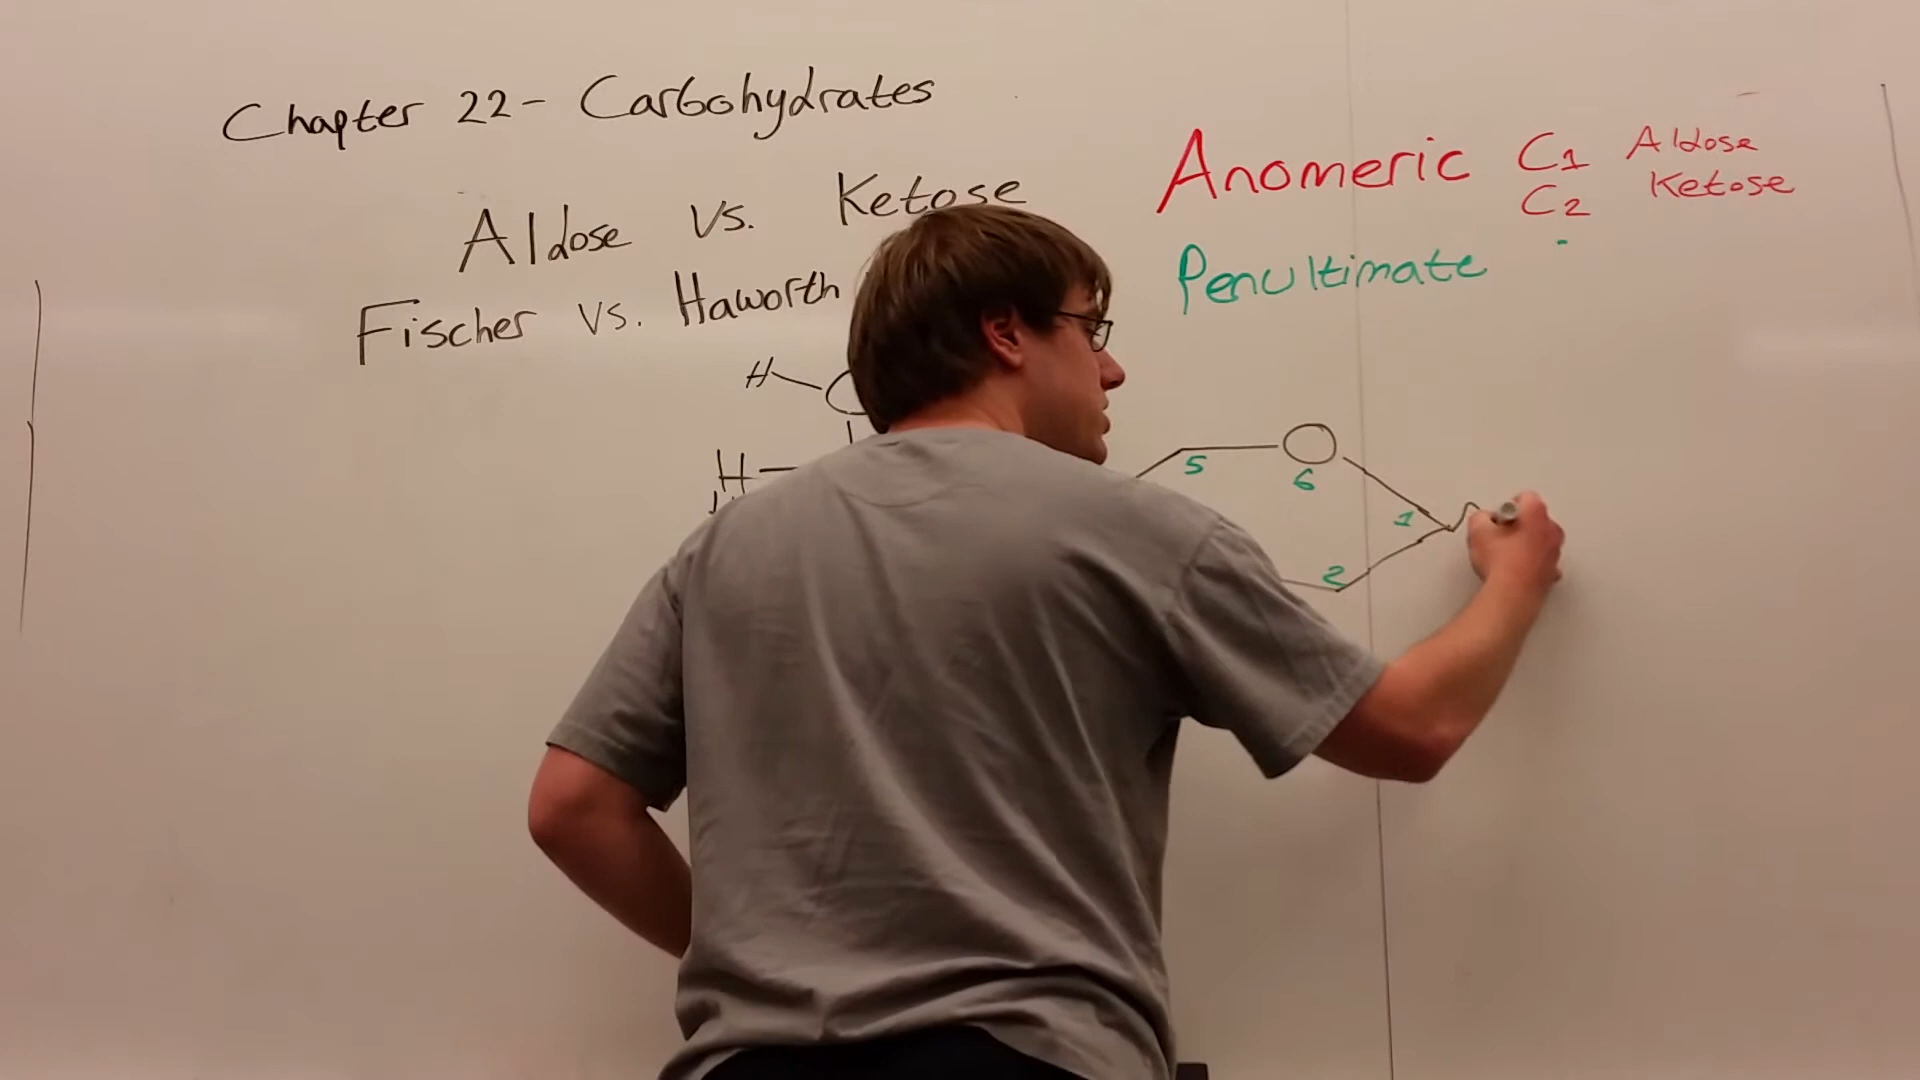 Chapter 22 - Carbohydrates
Aldose vs. Ketose
Fischer vs. Haworth
Anomeric C1 Aldose
C2 Ketose
Penultimate
H
H
5
6
1
2